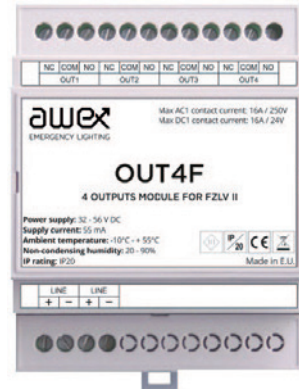 NC COM NO NC COM NO NC COM NO NC COM NO
OUT1 OUT2 OUT3 OUT4
Max AC1 contact current: 16A / 250V
Max DC1 contact current: 16A / 24V
awex
EMERGENCY LIGHTING
OUT4F
4 OUTPUTS MODULE FOR FZLV II
Power supply: 32 - 56 V DC
Supply current: 55 mA
Ambient temperature: -10°C - + 55°C
Non-condensing humidity: 20 - 90%
IP rating: IP20
IP 20 CE
Made in E.U.
LINE LINE
+ − + −